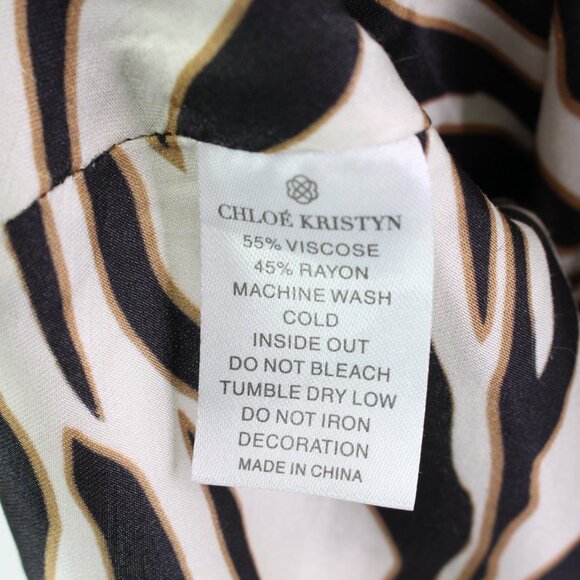 CHLOÉ KRISTYN
55% VISCOSE
45% RAYON
MACHINE WASH
COLD
INSIDE OUT
DO NOT BLEACH
TUMBLE DRY LOW
DO NOT IRON
DECORATION
MADE IN CHINA